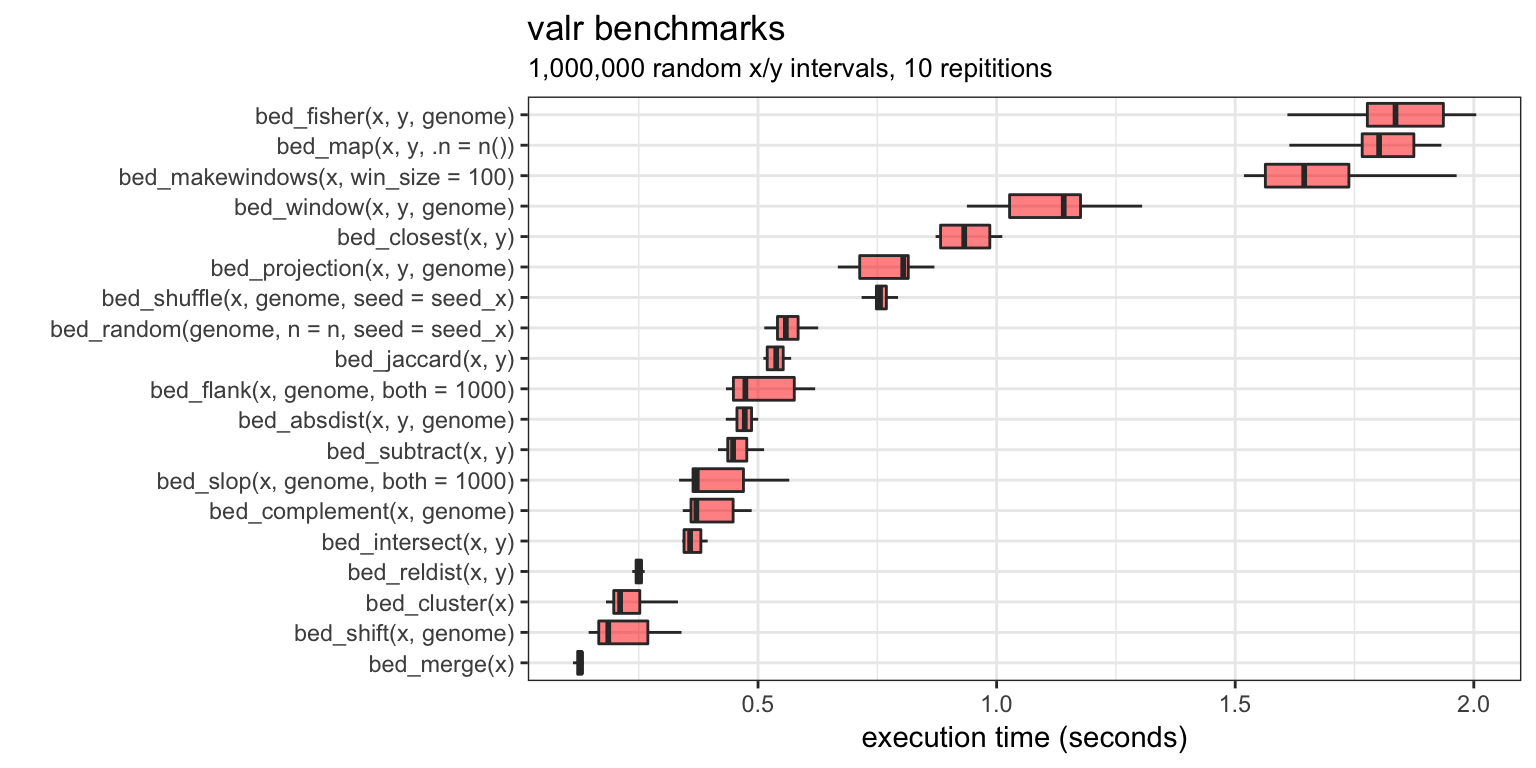 valr benchmarks
1,000,000 random x/y intervals, 10 repititions
bed_fisher(x, y, genome)
bed_map(x, y, .n = n())
bed_makewindows(x, win_size = 100)
bed_window(x, y, genome)
bed_closest(x, y)
bed_projection(x, y, genome)
bed_shuffle(x, genome, seed = seed_x)
bed_random(genome, n = n, seed = seed_x)
bed_jaccard(x, y)
bed_flank(x, genome, both = 1000)
bed_absdist(x, y, genome)
bed_subtract(x, y)
bed_slop(x, genome, both = 1000)
bed_complement(x, genome)
bed_intersect(x, y)
bed_reldist(x, y)
bed_cluster(x)
bed_shift(x, genome)
bed_merge(x)
0.5 1.0 1.5 2.0
execution time (seconds)